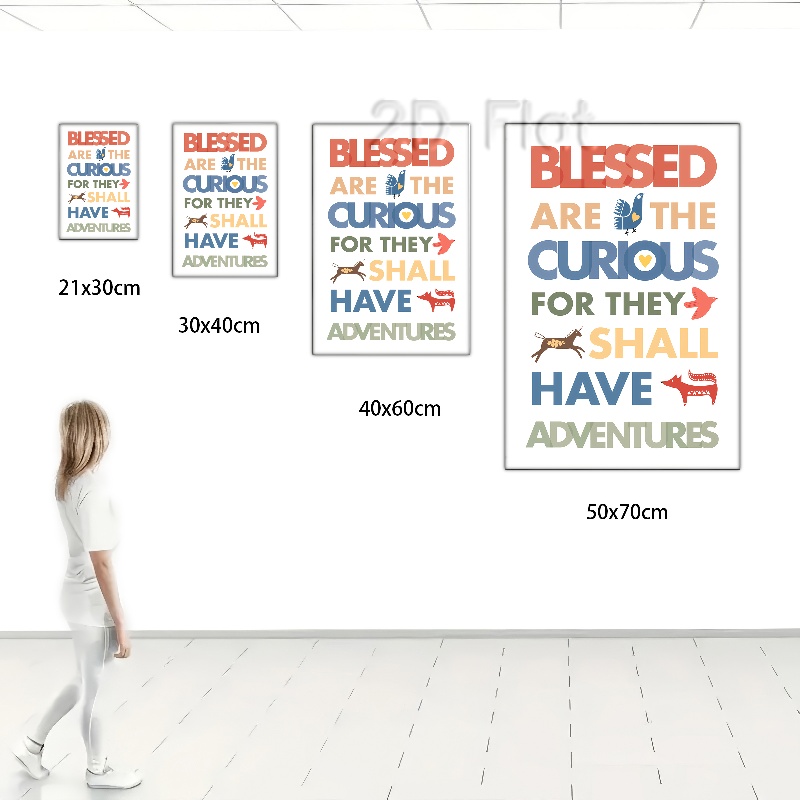 2D Flat
BLESSED
ARE THE
CURIOUS
FOR THEY
SHALL
HAVE
ADVENTURES
21x30cm
BLESSED
ARE THE
CURIOUS
FOR THEY
SHALL
HAVE
ADVENTURES
30x40cm
BLESSED
ARE THE
CURIOUS
FOR THEY
SHALL
HAVE
ADVENTURES
40x60cm
BLESSED
ARE THE
CURIOUS
FOR THEY
SHALL
HAVE
ADVENTURES
50x70cm